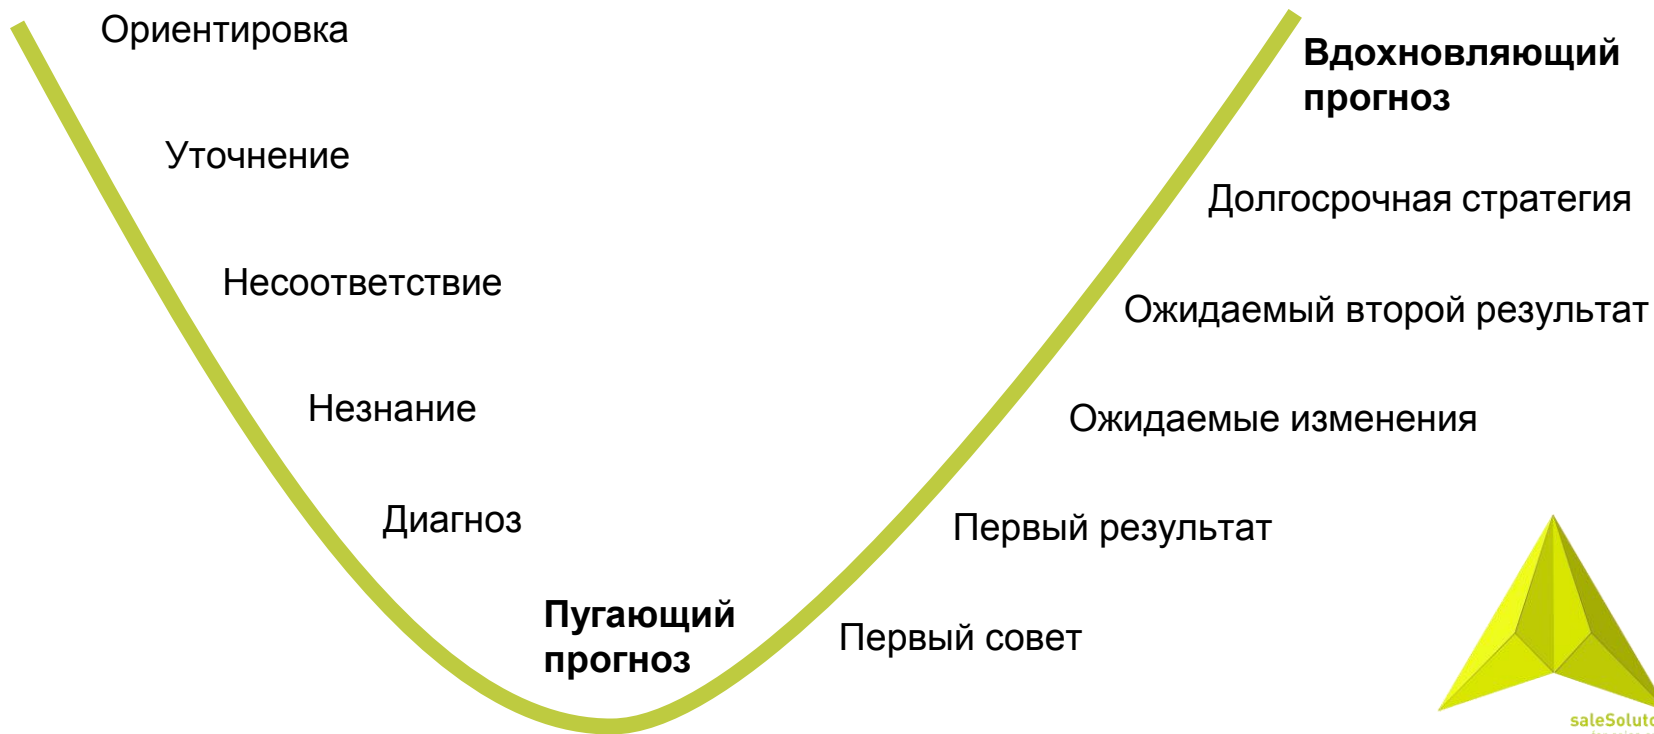 Ориентировка
Уточнение
Несоответствие
Незнание
Диагноз
Пугающий
прогноз
Первый совет
Первый результат
Ожидаемые изменения
Ожидаемый второй результат
Долгосрочная стратегия
Вдохновляющий
прогноз